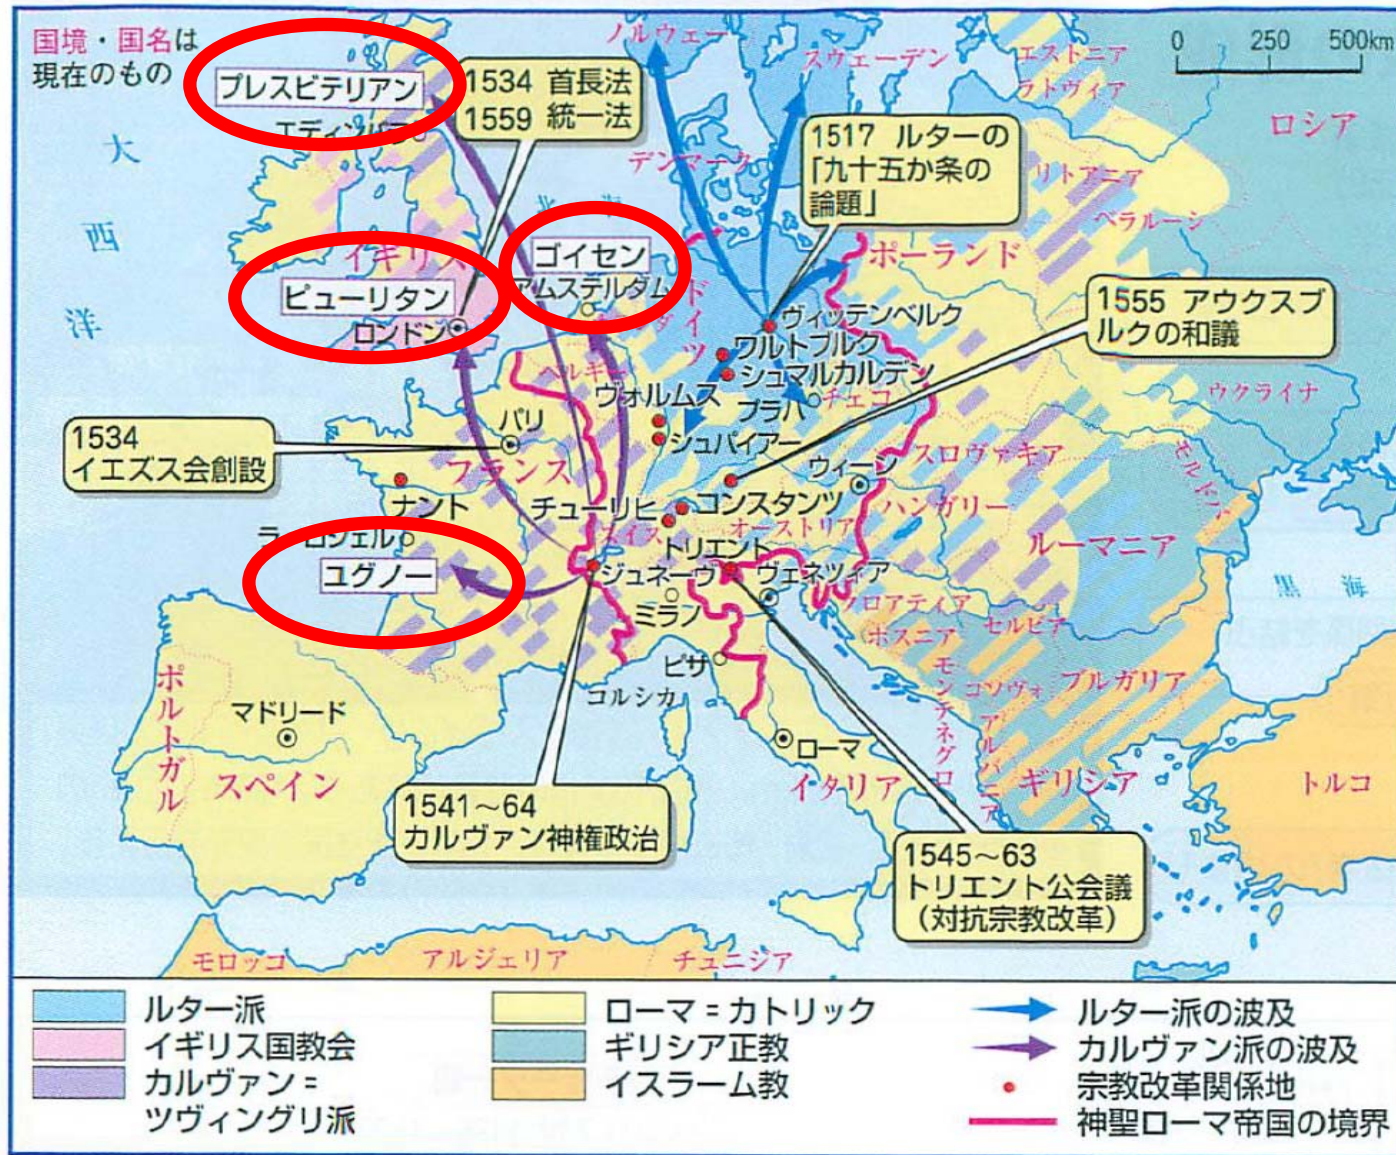 国境・国名は
現在のもの
0 250 500km
ノルウェー
スウェーデン
エストニア
ラトヴィア
ロシア
プレスビテリアン
エディンバラ
1534 首長法
1559 統一法
1517 ルターの
「九十五か条の
論題」
デンマーク
リトアニア
ベラルーシ
大西洋
北海
イギリス
ゴイセン
アムステルダム
オランダ
ドイツ
ポーランド
ピューリタン
ロンドン
ヴィッテンベルク
ワルトブルク
シュマルカルデン
1555 アウクスブ
ルクの和議
ベルギー
ヴォルムス
プラハ
チェコ
ウクライナ
パリ
シュパイアー
1534
イエズス会創設
フランス
ウィーン
スロヴァキア
モルドヴァ
ナント
チューリヒ
コンスタンツ
ハンガリー
スイス
オーストリア
ルーマニア
ラ=ロシェル
トリエント
ユグノー
ジュネーヴ
ヴェネツィア
黒海
ミラン
クロアティア
ボスニア
セルビア
ピサ
モンテネグロ
コソヴォ
ブルガリア
コルシカ
アルバニア
ポルトガル
マドリード
スペイン
ローマ
イタリア
ギリシア
トルコ
1541～64
カルヴァン神権政治
1545～63
トリエント公会議
（対抗宗教改革）
モロッコ
アルジェリア
チュニジア
ルター派
イギリス国教会
カルヴァン=
ツヴィングリ派
ローマ=カトリック
ギリシア正教
イスラーム教
ルター派の波及
カルヴァン派の波及
宗教改革関係地
神聖ローマ帝国の境界